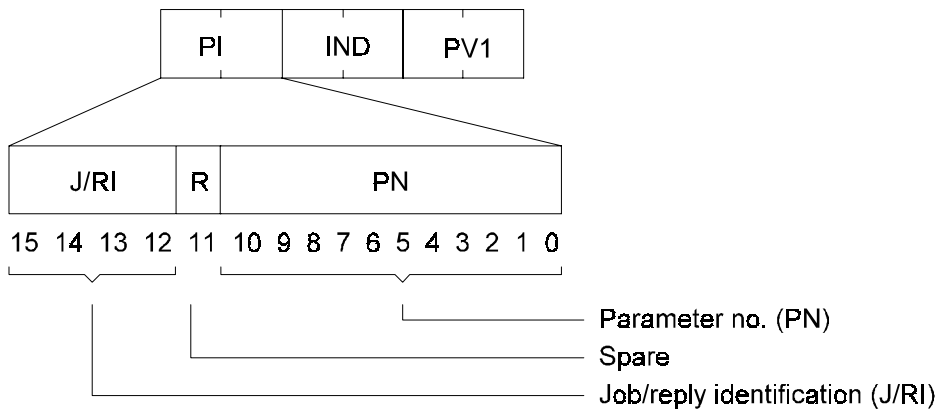 PI IND PV1
J/RI R PN
15 14 13 12 11 10 9 8 7 6 5 4 3 2 1 0
Parameter no. (PN)
Spare
Job/reply identification (J/RI)